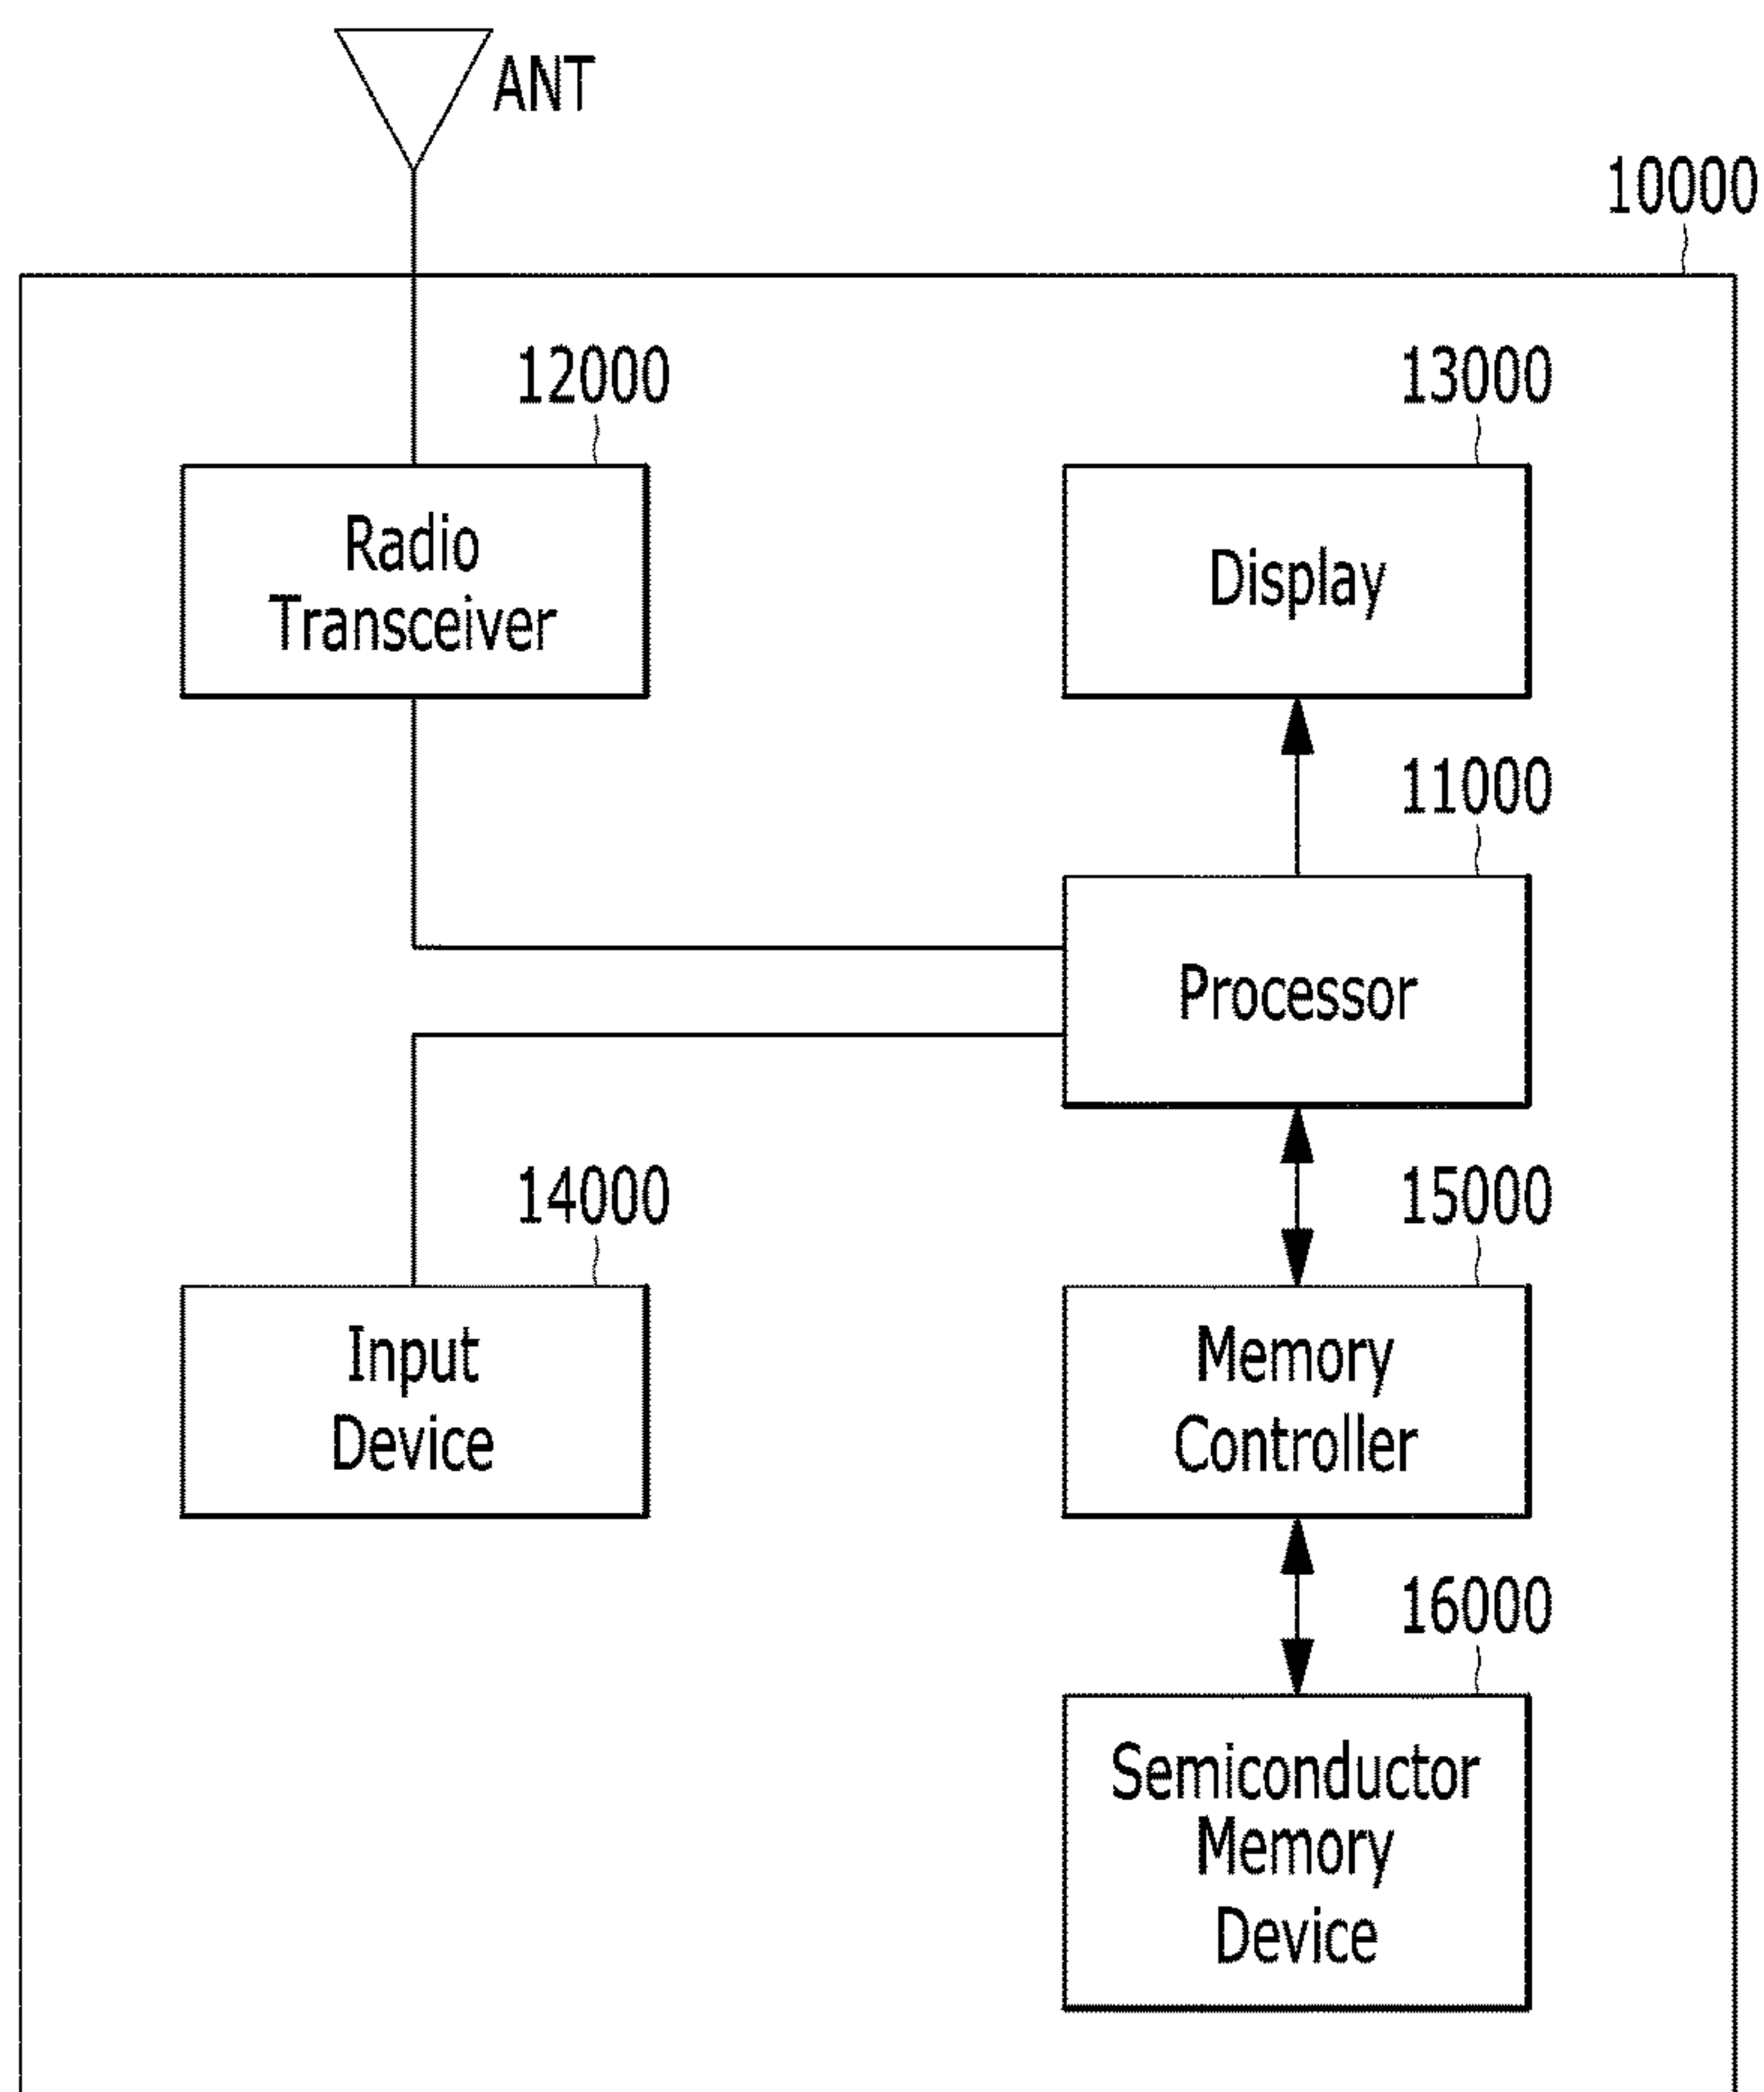 ANT
10000
12000
13000
Radio
Transceiver
Display
11000
Processor
14000
15000
Input
Device
Memory
Controller
16000
Semiconductor
Memory
Device